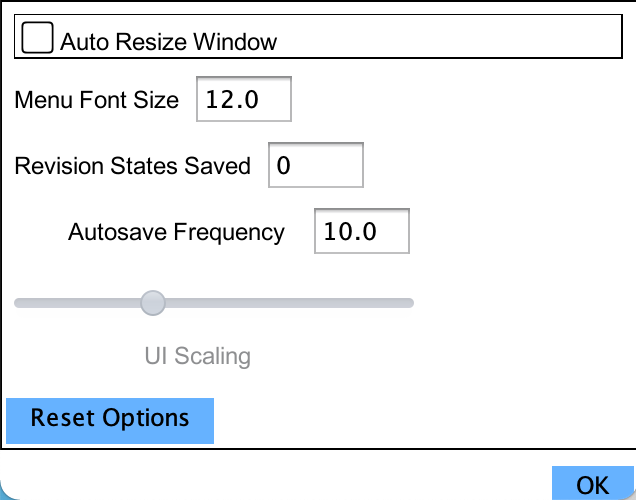 Auto Resize Window
Menu Font Size 12.0
Revision States Saved 0
Autosave Frequency 10.0
UI Scaling
Reset Options
OK